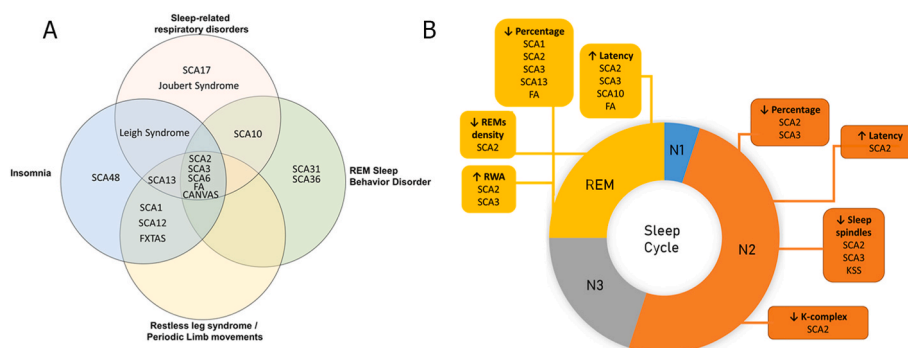 A
Sleep-related
respiratory disorders
SCA17
Joubert Syndrome
Leigh Syndrome
SCA10
Insomnia
SCA48
SCA13
SCA2
SCA3
SCA6
FA
CANVAS
SCA31
SCA36
REM Sleep
Behavior Disorder
SCA1
SCA12
FXTAS
Restless leg syndrome /
Periodic Limb movements
B
↓ Percentage
SCA1
SCA2
SCA3
SCA13
FA
↑ Latency
SCA2
SCA3
SCA10
FA
↓ REMs
density
SCA2
↑ RWA
SCA2
SCA3
REM
N1
N2
N3
Sleep
Cycle
↓ Percentage
SCA2
SCA3
↑ Latency
SCA2
↓ Sleep
spindles
SCA2
SCA3
KSS
↓ K-complex
SCA2